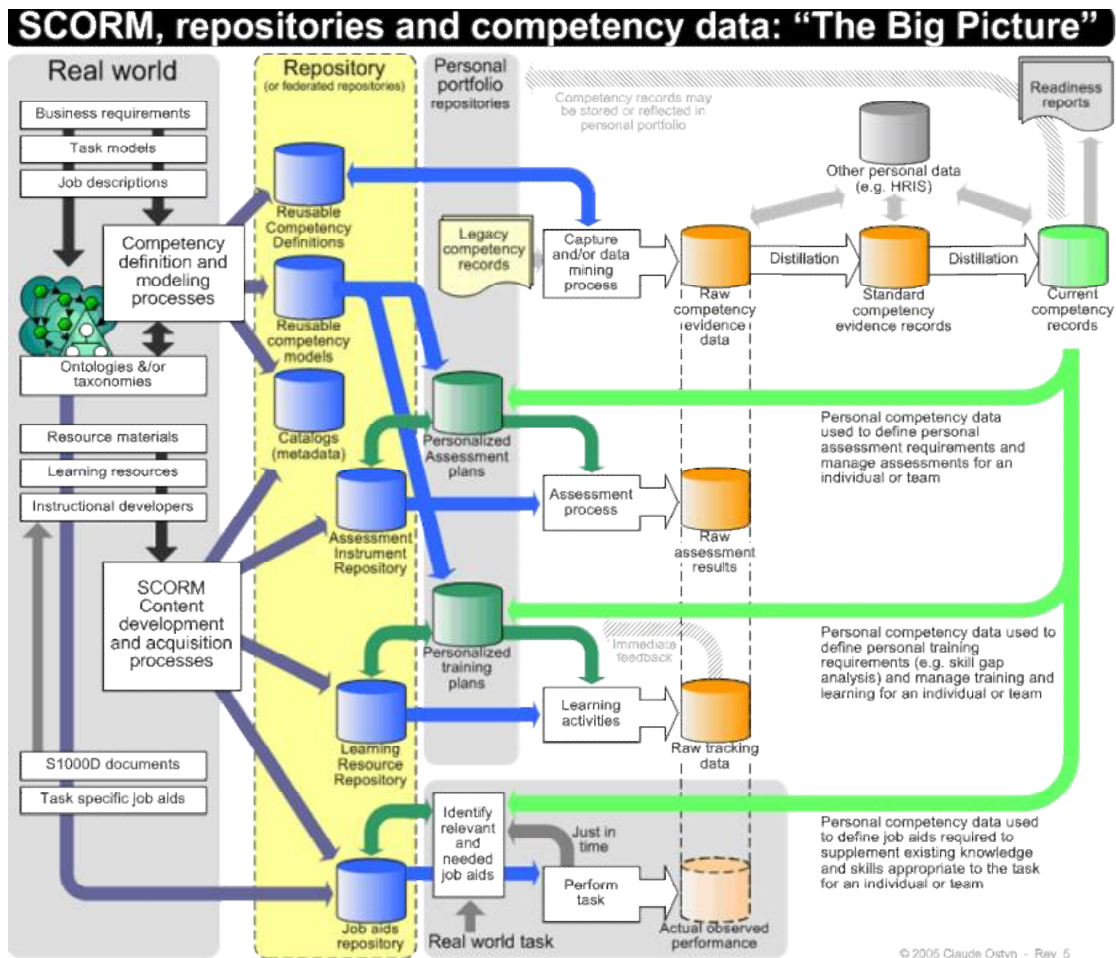 SCORM, repositories and competency data: “The Big Picture”
Real world
Business requirements
Task models
Job descriptions
Competency
definition and
modeling
processes
Ontologies &/or
taxonomies
Resource materials
Learning resources
Instructional developers
SCORM
Content
development
and acquisition
processes
S1000D documents
Task specific job aids
Repository
(or federated repositories)
Reusable
Competency
Definitions
Reusable
competency
models
Catalogs
(metadata)
Assessment
Instrument
Repository
Learning
Resource
Repository
Job aids
repository
Personal
portfolio
repositories
Legacy
competency
records
Personalized
Assessment
plans
Personalized
training
plans
Identify
relevant
and
needed
job aids
Real world task
Competency records may
be stored or reflected in
personal portfolio
Readiness
reports
Other personal data
(e.g. HRIS)
Capture
and/or data
mining
process
Raw
competency
evidence
data
Distillation
Standard
competency
evidence records
Distillation
Current
competency
records
Assessment
process
Raw
assessment
results
Immediate
feedback
Learning
activities
Raw tracking
data
Just in
time
Perform
task
Actual observed
performance
Personal competency data
used to define personal
assessment requirements and
manage assessments for an
individual or team
Personal competency data used to
define personal training
requirements (e.g. skill gap
analysis) and manage training and
learning for an individual or team
Personal competency data used
to define job aids required to
supplement existing knowledge
and skills appropriate to the task
for an individual or team
© 2005 Claude Ostyn - Rev. 5